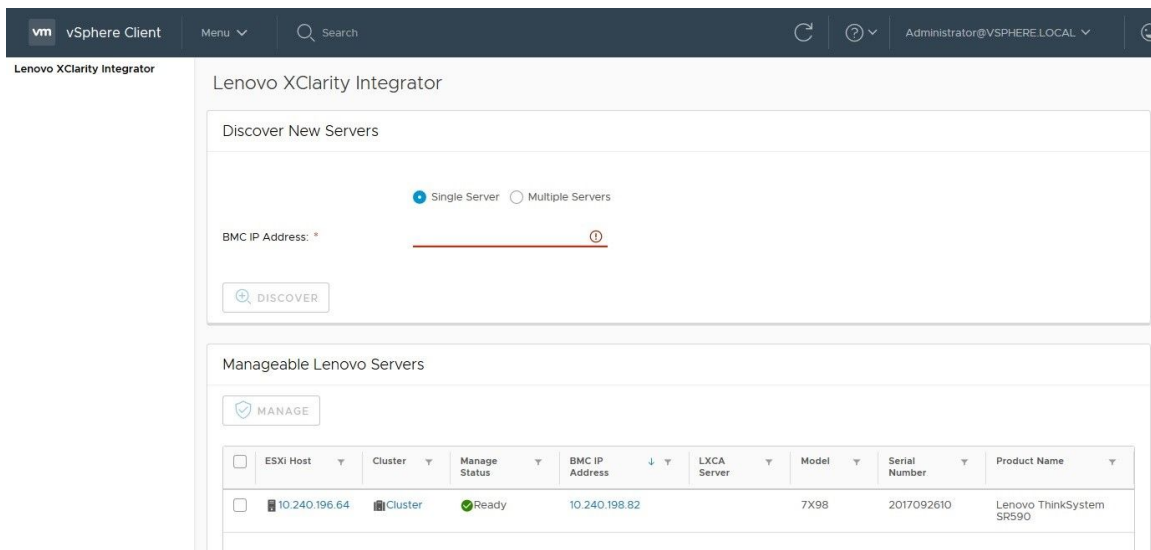 vm vSphere Client Menu Search Administrator@VSPHERE.LOCAL
Lenovo XClarity Integrator
Lenovo XClarity Integrator
Discover New Servers
Single Server Multiple Servers
BMC IP Address: *
DISCOVER
Manageable Lenovo Servers
MANAGE
ESXi Host Cluster Manage Status BMC IP Address LXCA Server Model Serial Number Product Name
10.240.196.64 Cluster Ready 10.240.198.82 7X98 2017092610 Lenovo ThinkSystem SR590